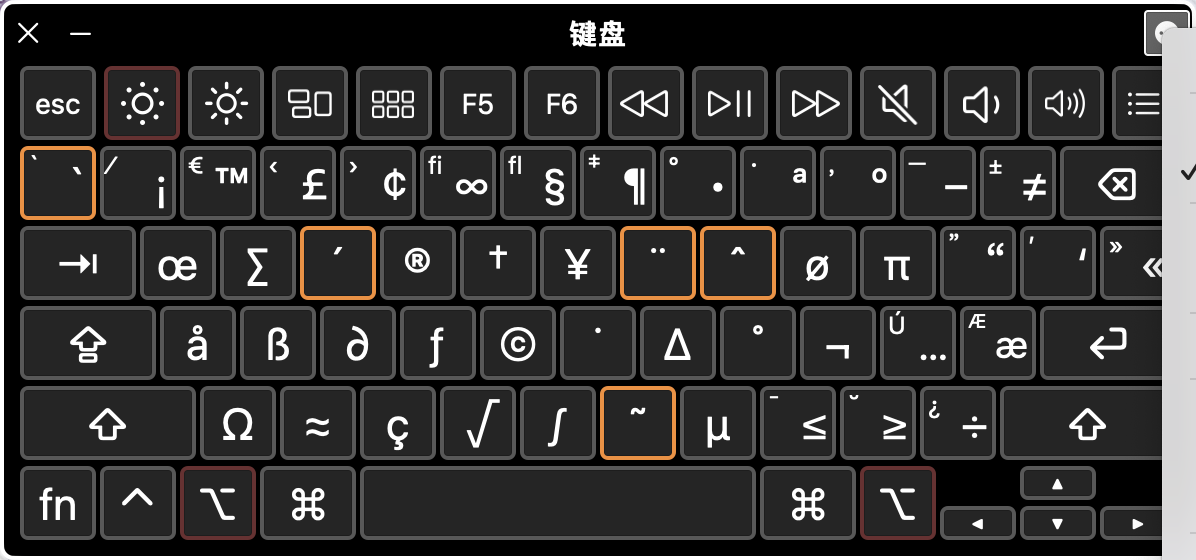 键盘
esc F5 F6
` ` ⁄ ¡ € ™ ‹ £ › ¢ fi ∞ fl § ‡ ¶ ° • · ª ‚ º — – ± ≠
œ ∑ ´ ® † ¥ ¨ ˆ ø π ” “ ’ ‘ » «
å ß ∂ ƒ © ˙ ∆ ˚ ¬ Ú … Æ æ
Ω ≈ ç √ ∫ ˜ µ ¯ ≤ ˘ ≥ ¿ ÷
fn ^ ⌥ ⌘ ⌘ ⌥